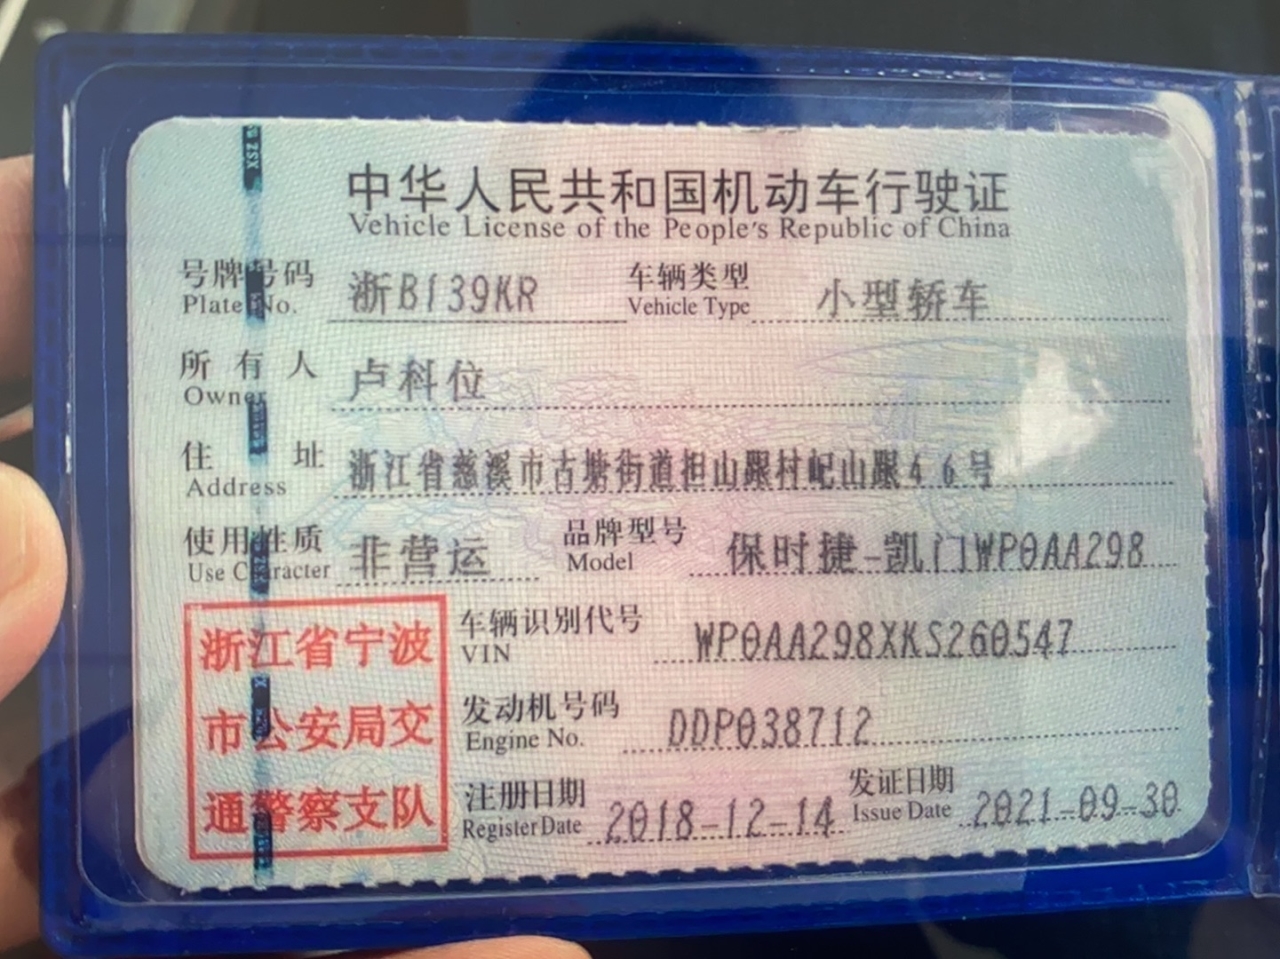 中华人民共和国机动车行驶证
Vehicle License of the People's Republic of China
号牌号码 浙B139KR 车辆类型 小型轿车
Plate No. Vehicle Type
所有人 卢科位
Owner
住址 浙江省慈溪市古塘街道担山跟村屺山跟46号
Address
使用性质 非营运 品牌型号 保时捷-凯门WP0AA298
Use Character Model
浙江省宁波
市公安局交
通警察支队
车辆识别代号 WP0AA298XKS260547
VIN
发动机号码 DDP038712
Engine No.
注册日期 2018-12-14 发证日期 2021-09-30
Register Date Issue Date